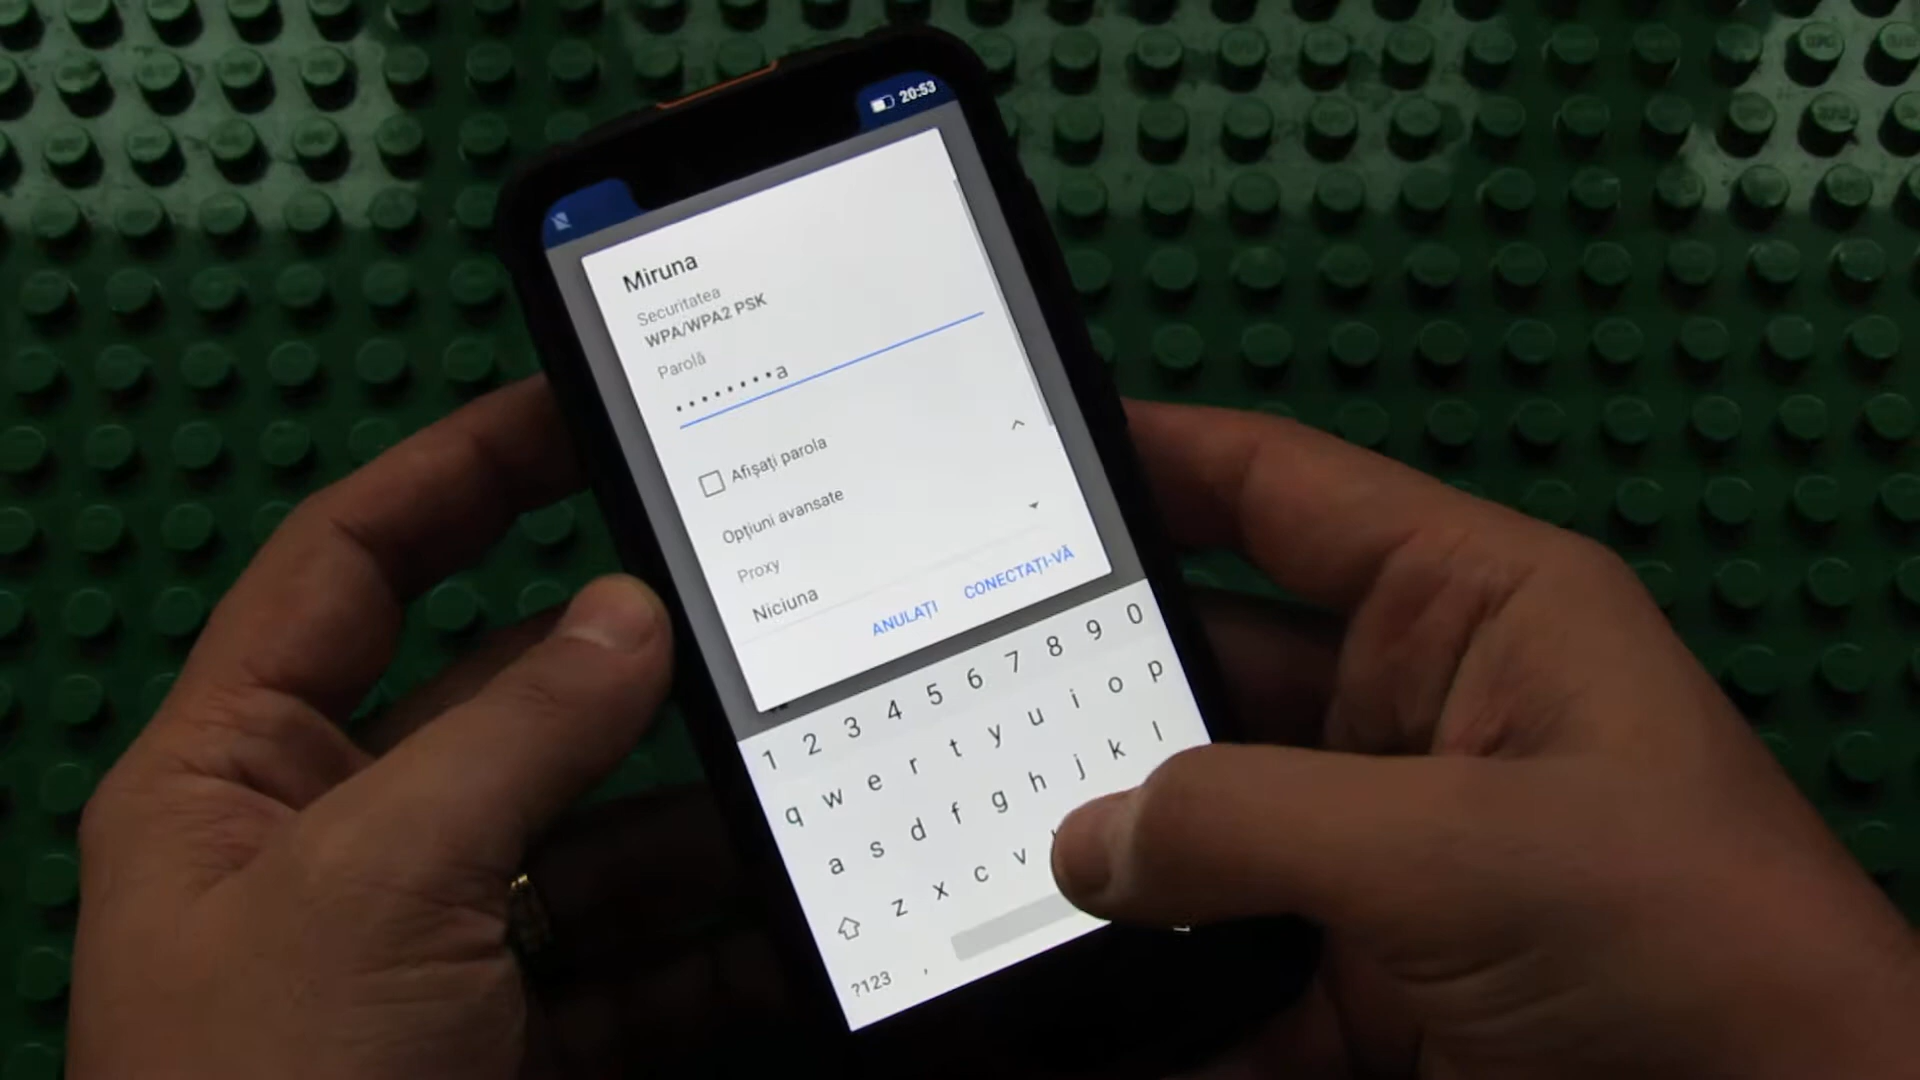 20:53
Miruna
Securitatea
WPA/WPA2 PSK
Parolă
••••••••a
Afișați parola
Opțiuni avansate
Proxy
Niciuna
ANULAȚI CONECTAȚI-VĂ
1 2 3 4 5 6 7 8 9 0
q w e r t y u i o p
a s d f g h j k l
z x c v
?123 ,